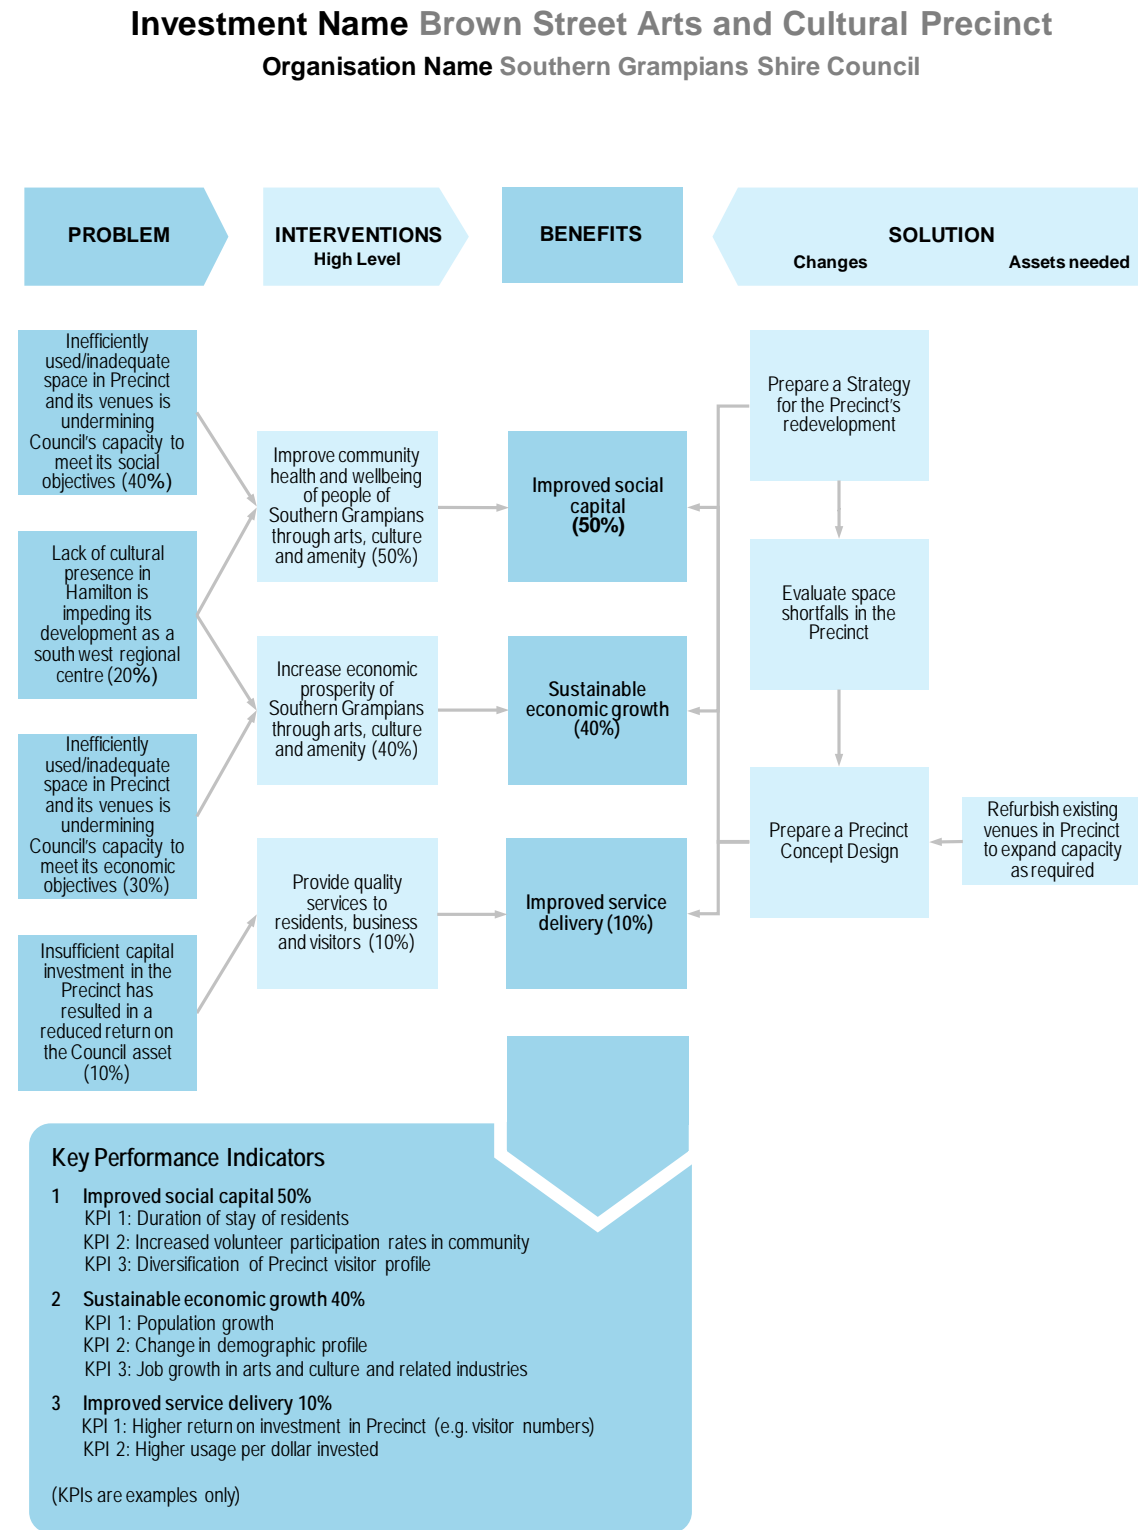 Investment Name Brown Street Arts and Cultural Precinct
Organisation Name Southern Grampians Shire Council
PROBLEM
INTERVENTIONS
High Level
BENEFITS
SOLUTION
Changes
Assets needed
Inefficiently
used/inadequate
space in Precinct
and its venues is
undermining
Council's capacity to
meet its social
objectives (40%)
Lack of cultural
presence in
Hamilton is
impeding its
development as a
south west regional
centre (20%)
Inefficiently
used/inadequate
space in Precinct
and its venues is
undermining
Council's capacity to
meet its economic
objectives (30%)
Insufficient capital
investment in the
Precinct has
resulted in a
reduced return on
the Council asset
(10%)
Improve community
health and wellbeing
of people of
Southern Grampians
through arts, culture
and amenity (50%)
Increase economic
prosperity of
Southern Grampians
through arts, culture
and amenity (40%)
Provide quality
services to
residents, business
and visitors (10%)
Improved social
capital
(50%)
Sustainable
economic growth
(40%)
Improved service
delivery (10%)
Prepare a Strategy
for the Precinct's
redevelopment
Evaluate space
shortfalls in the
Precinct
Prepare a Precinct
Concept Design
Refurbish existing
venues in Precinct
to expand capacity
as required
Key Performance Indicators
1 Improved social capital 50%
KPI 1: Duration of stay of residents
KPI 2: Increased volunteer participation rates in community
KPI 3: Diversification of Precinct visitor profile
2 Sustainable economic growth 40%
KPI 1: Population growth
KPI 2: Change in demographic profile
KPI 3: Job growth in arts and culture and related industries
3 Improved service delivery 10%
KPI 1: Higher return on investment in Precinct (e.g. visitor numbers)
KPI 2: Higher usage per dollar invested
(KPIs are examples only)